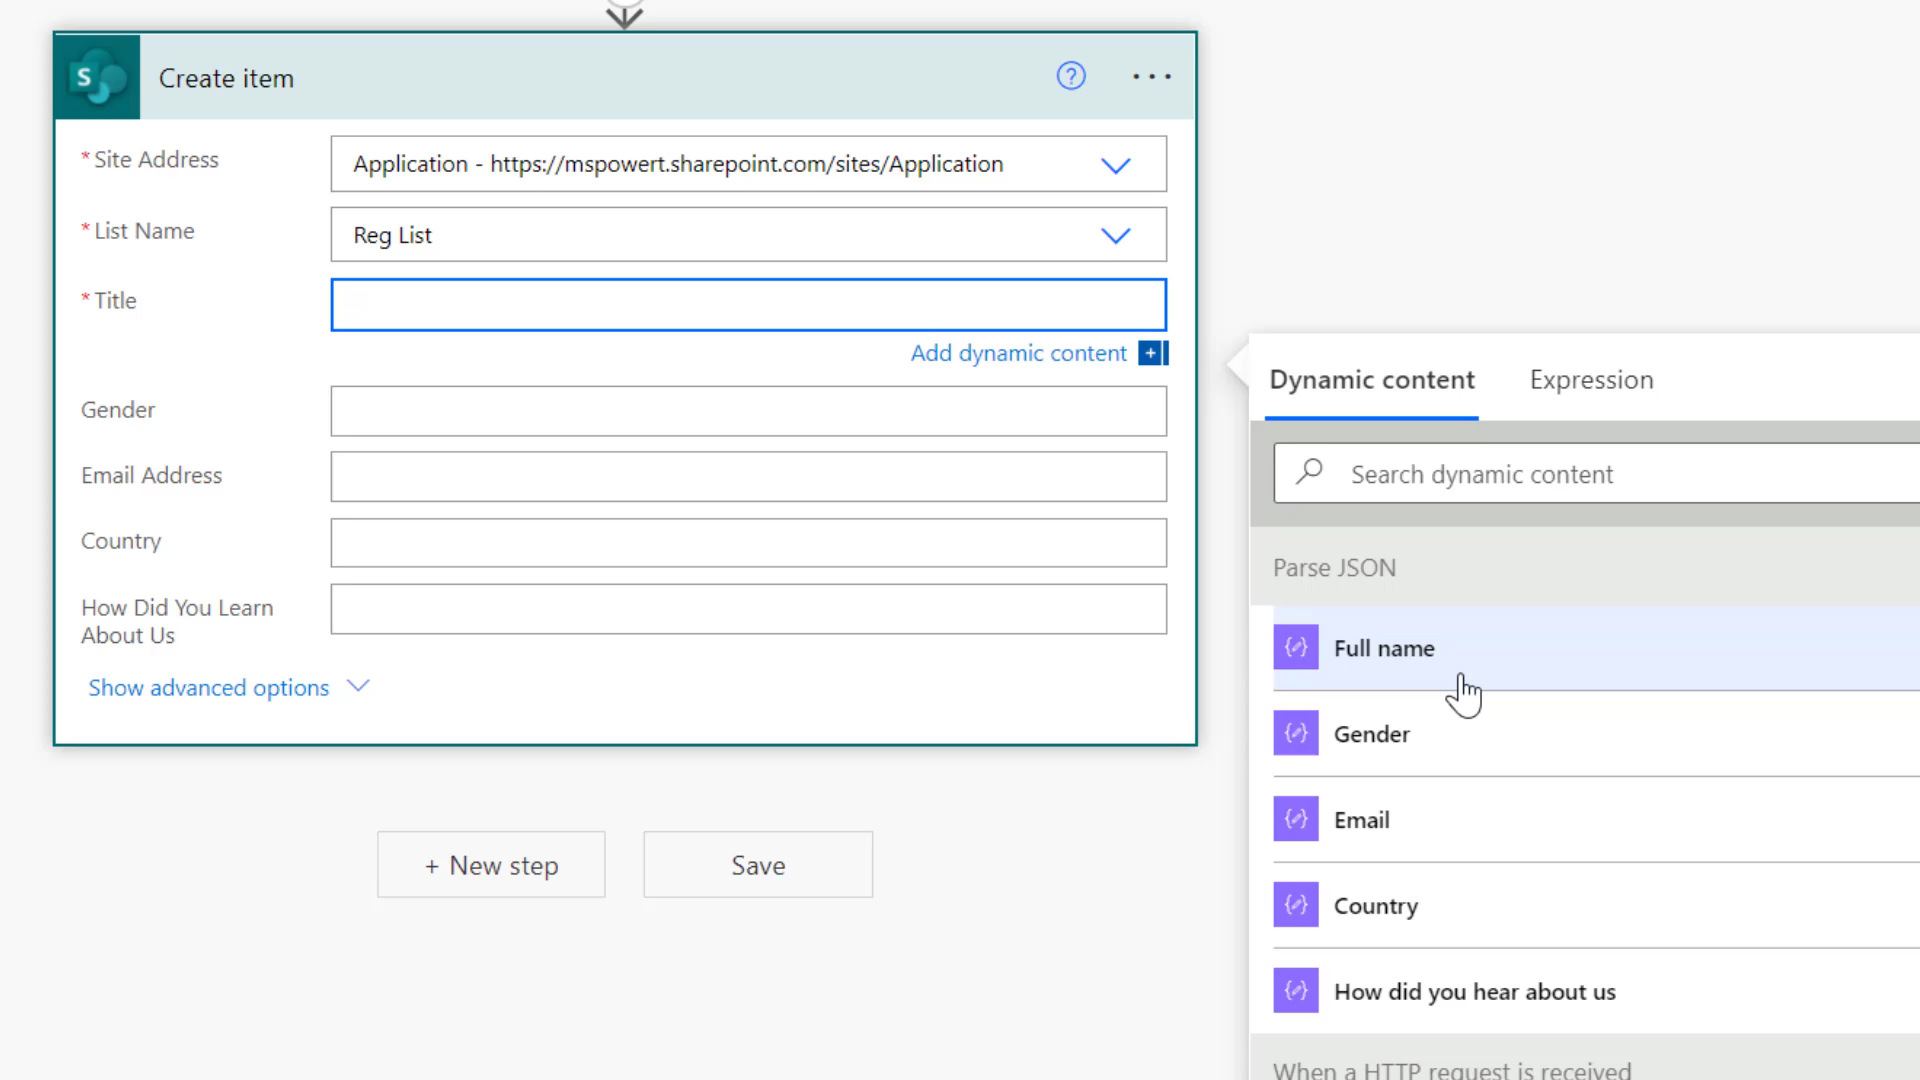 S
Create item
?
...
* Site Address
Application - https://mspowert.sharepoint.com/sites/Application
* List Name
Reg List
* Title
Add dynamic content +
Gender
Email Address
Country
How Did You Learn
About Us
Show advanced options
+ New step
Save
Dynamic content
Expression
Search dynamic content
Parse JSON
Full name
Gender
Email
Country
How did you hear about us
When a HTTP request is received